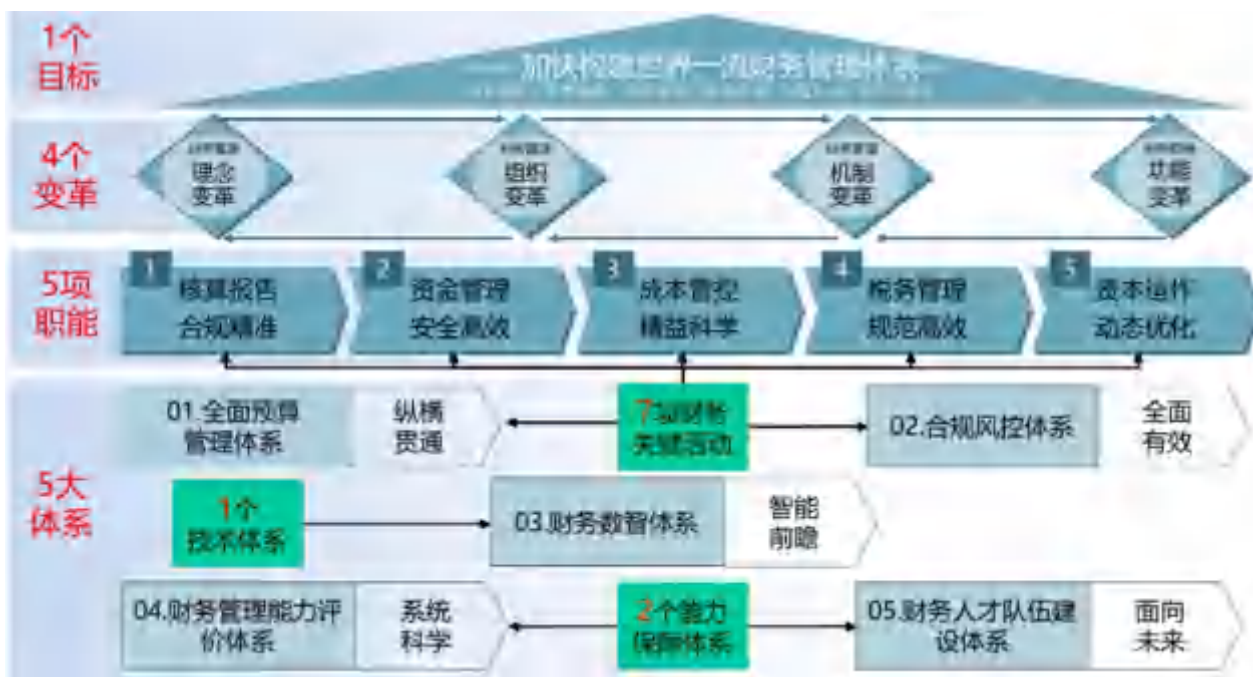 1个
目标
加快构建世界一流财务管理体系
4个
变革
理念
变革
组织
变革
机制
变革
功能
变革
5项
职能
1
核算报告
合规精准
2
资金管理
安全高效
3
成本管控
精益科学
4
税务管理
规范高效
5
资本运作
动态优化
5大
体系
01.全面预算
管理体系
纵横
贯通
7项财务
关键活动
02.合规风控体系
全面
有效
1个
技术体系
03.财务数智体系
智能
前瞻
04.财务管理能力评
价体系
系统
科学
2个能力
保障体系
05.财务人才队伍建
设体系
面向
未来